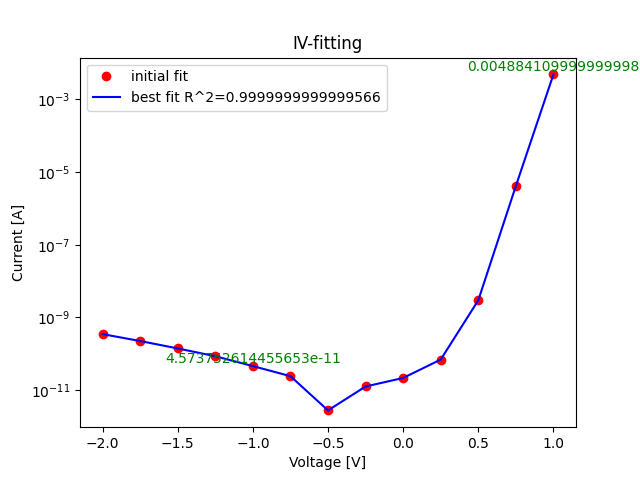 IV-fitting
0.004884109999999998
initial fit
best fit R^2=0.9999999999999566
Current [A]
10^-3
10^-5
10^-7
10^-9
10^-11
4.573752614455653e-11
−2.0 −1.5 −1.0 −0.5 0.0 0.5 1.0
Voltage [V]